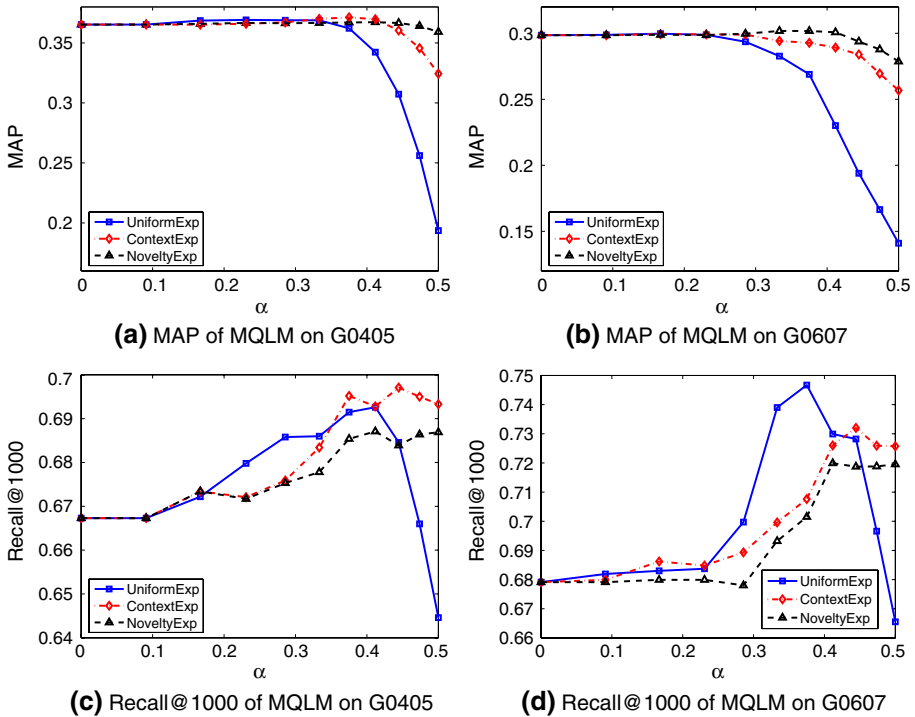 0.35
0.3
0.25
0.2
MAP
UniformExp
ContextExp
NoveltyExp
0 0.1 0.2 0.3 0.4 0.5
α
(a) MAP of MQLM on G0405
0.3
0.25
0.2
0.15
MAP
UniformExp
ContextExp
NoveltyExp
0 0.1 0.2 0.3 0.4 0.5
α
(b) MAP of MQLM on G0607
0.7
0.69
0.68
0.67
0.66
0.65
0.64
Recall@1000
UniformExp
ContextExp
NoveltyExp
0 0.1 0.2 0.3 0.4 0.5
α
(c) Recall@1000 of MQLM on G0405
0.75
0.74
0.73
0.72
0.71
0.7
0.69
0.68
0.67
0.66
Recall@1000
UniformExp
ContextExp
NoveltyExp
0 0.1 0.2 0.3 0.4 0.5
α
(d) Recall@1000 of MQLM on G0607